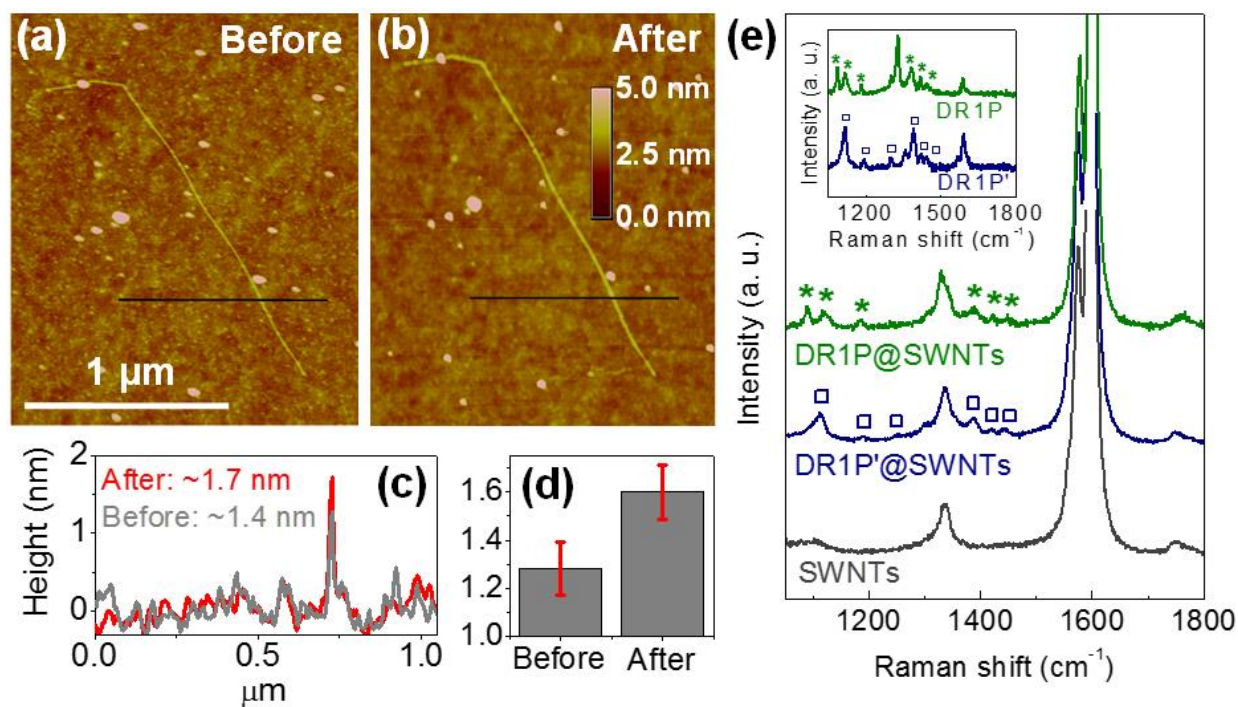 (a) Before
1 μm
(b) After
5.0 nm
2.5 nm
0.0 nm
(c)
After: ~1.7 nm
Before: ~1.4 nm
Height (nm)
2
1
0
0.0 0.5 1.0
μm
(d)
1.6
1.4
1.2
1.0
Before After
(e)
Intensity (a. u.)
* * * * * *
DR1P
DR1P'
1200 1500 1800
Raman shift (cm⁻¹)
Intensity (a. u.)
* * * * * *
DR1P@SWNTs
DR1P'@SWNTs
SWNTs
1200 1400 1600 1800
Raman shift (cm⁻¹)